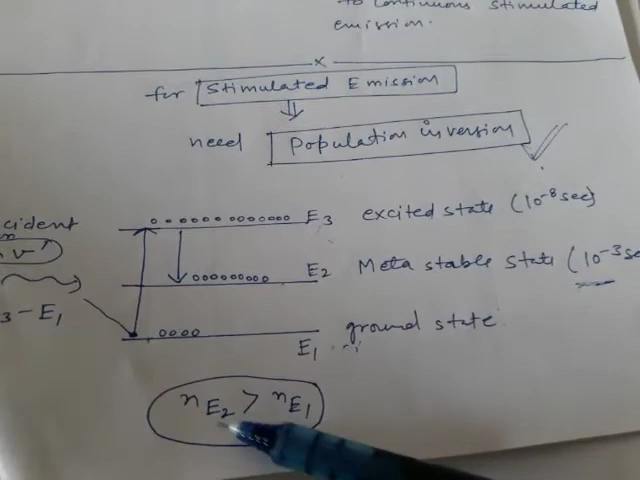 to continuous stimulated
emission.
x
for Stimulated Emission
⇓
need Population inversion
cident
E3 excited state (10⁻⁸ sec)
E2 Meta stable state (10⁻³ se
3 - E1
E1 ground state
nE2 > nE1